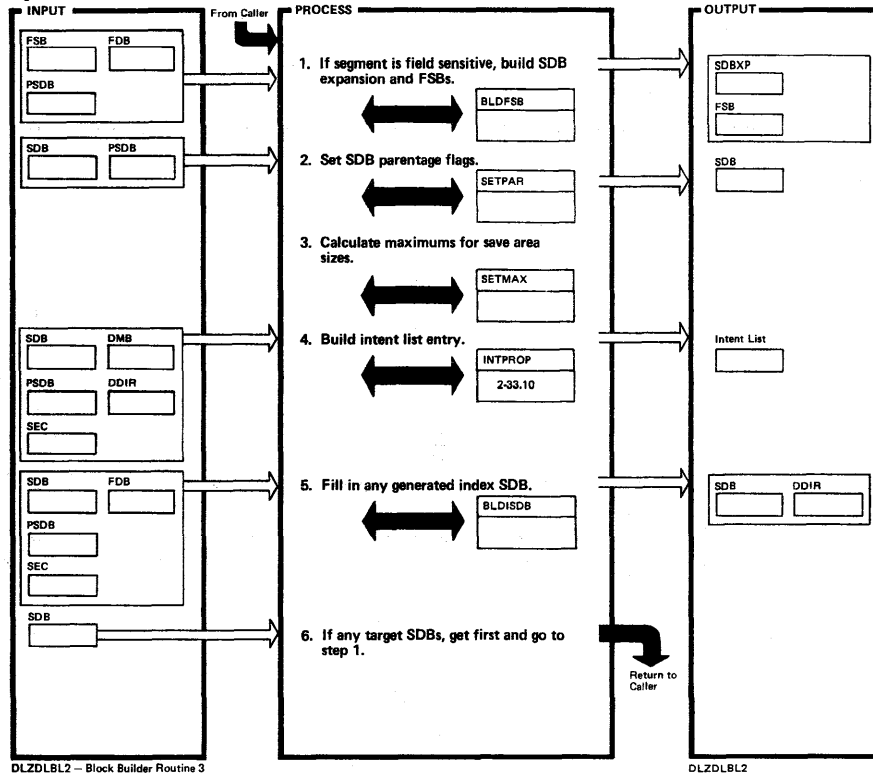 INPUT
From Caller
PROCESS
OUTPUT
FSB
FDB
PSDB
1. If segment is field sensitive, build SDB
expansion and FSBs.
BLDFSB
SDBXP
FSB
SDB
PSDB
2. Set SDB parentage flags.
SETPAR
SDB
3. Calculate maximums for save area
sizes.
SETMAX
SDB
DMB
PSDB
DDIR
SEC
4. Build intent list entry.
INTPROP
2-33.10
Intent List
SDB
FDB
PSDB
SEC
5. Fill in any generated index SDB.
BLDISDB
SDB
DDIR
SDB
6. If any target SDBs, get first and go to
step 1.
Return to
Caller
DLZDLBL2 — Block Builder Routine 3
DLZDLBL2